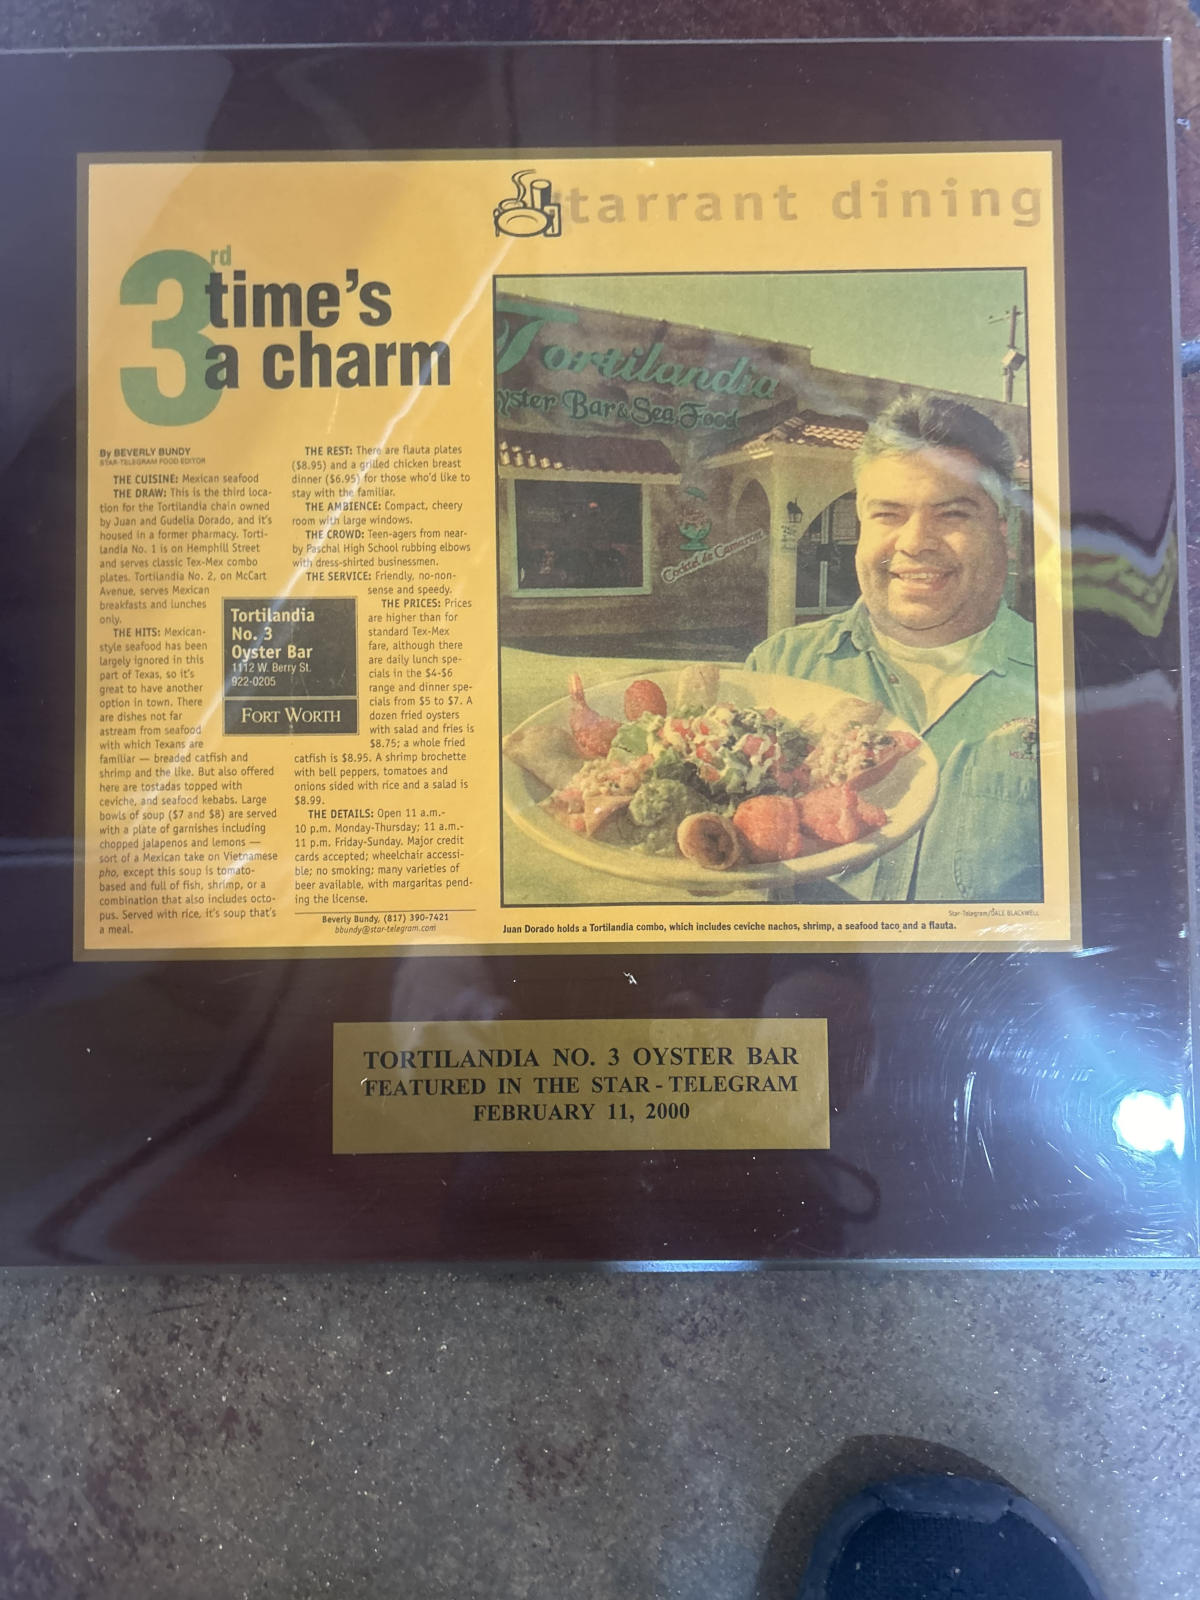 tarrant dining
3rd
time's
a charm
By BEVERLY BUNDY
STAR-TELEGRAM FOOD EDITOR
THE CUISINE: Mexican seafood
THE DRAW: This is the third loca-
tion for the Tortilandia chain owned
by Juan and Gudelia Dorado, and it's
housed in a former pharmacy. Torti-
landia No. 1 is on Hemphill Street
and serves classic Tex-Mex combo
plates. Tortilandia No. 2, on McCart
Avenue, serves Mexican
breakfasts and lunches
only.
THE HITS: Mexican-
style seafood has been
largely ignored in this
part of Texas, so it's
great to have another
option in town. There
are dishes not far
astream from seafood
with which Texans are
familiar — breaded catfish and
shrimp and the like. But also offered
here are tostadas topped with
ceviche, and seafood kebabs. Large
bowls of soup ($7 and $8) are served
with a plate of garnishes including
chopped jalapenos and lemons —
sort of a Mexican take on Vietnamese
pho, except this soup is tomato-
based and full of fish, shrimp, or a
combination that also includes octo-
pus. Served with rice, it's soup that's
a meal.
THE REST: There are flauta plates
($8.95) and a grilled chicken breast
dinner ($6.95) for those who'd like to
stay with the familiar.
THE AMBIENCE: Compact, cheery
room with large windows.
THE CROWD: Teen-agers from near-
by Paschal High School rubbing elbows
with dress-shirted businessmen.
THE SERVICE: Friendly, no-non-
sense and speedy.
THE PRICES: Prices
are higher than for
standard Tex-Mex
fare, although there
are daily lunch spe-
cials in the $4-$6
range and dinner spe-
cials from $5 to $7. A
dozen fried oysters
with salad and fries is
$8.75; a whole fried
catfish is $8.95. A shrimp brochette
with bell peppers, tomatoes and
onions sided with rice and a salad is
$8.99.
THE DETAILS: Open 11 a.m.-
10 p.m. Monday-Thursday; 11 a.m.-
11 p.m. Friday-Sunday. Major credit
cards accepted; wheelchair accessi-
ble; no smoking; many varieties of
beer available, with margaritas pend-
ing the license.
Beverly Bundy, (817) 390-7421
bbundy@star-telegram.com
Tortilandia
No. 3
Oyster Bar
1112 W. Berry St.
922-0205
FORT WORTH
Tortilandia
yster Bar & Sea Food
Coctel de Camaron
Star-Telegram/DALE BLACKWELL
Juan Dorado holds a Tortilandia combo, which includes ceviche nachos, shrimp, a seafood taco and a flauta.
TORTILANDIA NO. 3 OYSTER BAR
FEATURED IN THE STAR - TELEGRAM
FEBRUARY 11, 2000